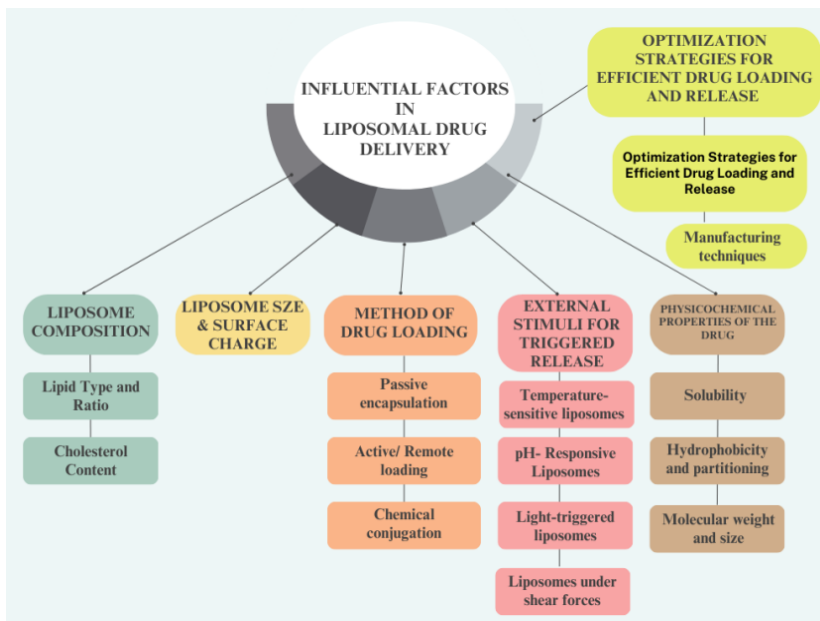 INFLUENTIAL FACTORS
IN
LIPOSOMAL DRUG
DELIVERY
OPTIMIZATION
STRATEGIES FOR
EFFICIENT DRUG LOADING
AND RELEASE
Optimization Strategies for
Efficient Drug Loading and
Release
Manufacturing
techniques
LIPOSOME
COMPOSITION
Lipid Type and
Ratio
Cholesterol
Content
LIPOSOME SZE
& SURFACE
CHARGE
METHOD OF
DRUG LOADING
Passive
encapsulation
Active/ Remote
loading
Chemical
conjugation
EXTERNAL
STIMULI FOR
TRIGGERED
RELEASE
Temperature-
sensitive liposomes
pH- Responsive
Liposomes
Light-triggered
liposomes
Liposomes under
shear forces
PHYSICOCHEMICAL
PROPERTIES OF THE
DRUG
Solubility
Hydrophobicity
and partitioning
Molecular weight
and size